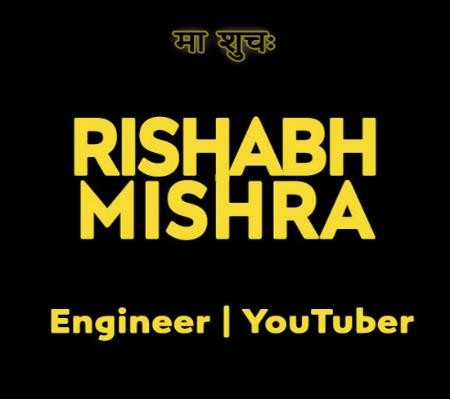 मा शुचः
RISHABH
MISHRA
Engineer | YouTuber